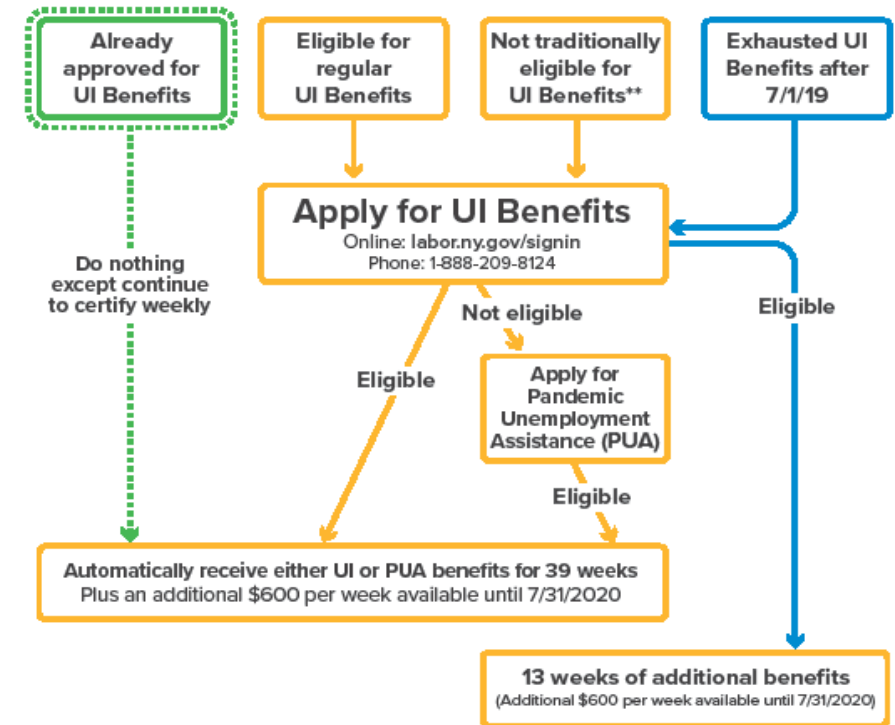 Already
approved for
UI Benefits
Eligible for
regular
UI Benefits
Not traditionally
eligible for
UI Benefits**
Exhausted UI
Benefits after
7/1/19
Apply for UI Benefits
Online: labor.ny.gov/signin
Phone: 1-888-209-8124
Do nothing
except continue
to certify weekly
Not eligible
Eligible
Eligible
Apply for
Pandemic
Unemployment
Assistance (PUA)
Eligible
Automatically receive either UI or PUA benefits for 39 weeks
Plus an additional $600 per week available until 7/31/2020
13 weeks of additional benefits
(Additional $600 per week available until 7/31/2020)